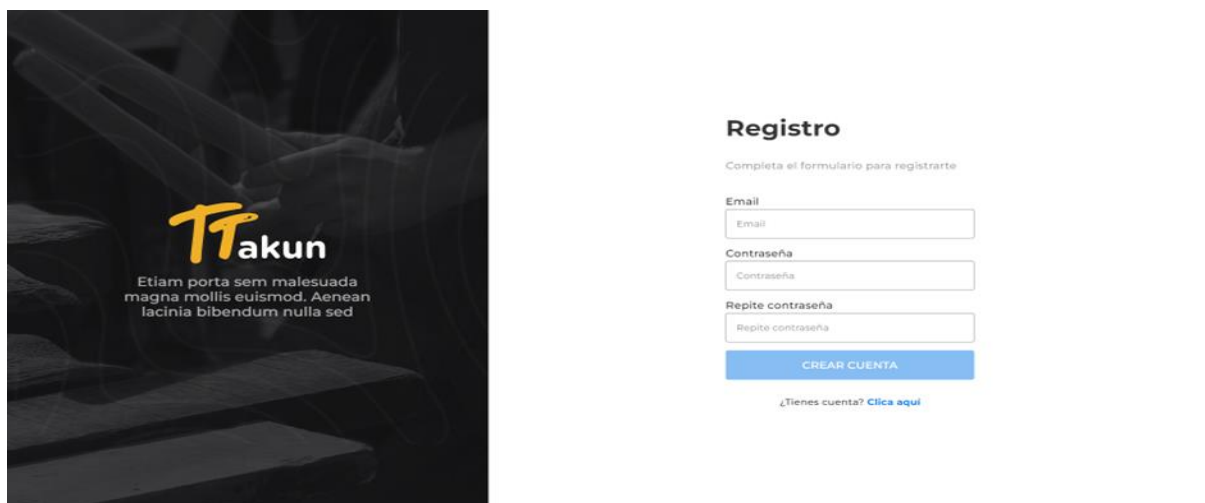 TTakun
Etiam porta sem malesuada
magna mollis euismod. Aenean
lacinia bibendum nulla sed
Registro
Completa el formulario para registrarte
Email
Email
Contraseña
Contraseña
Repite contraseña
Repite contraseña
CREAR CUENTA
¿Tienes cuenta? Clica aquí